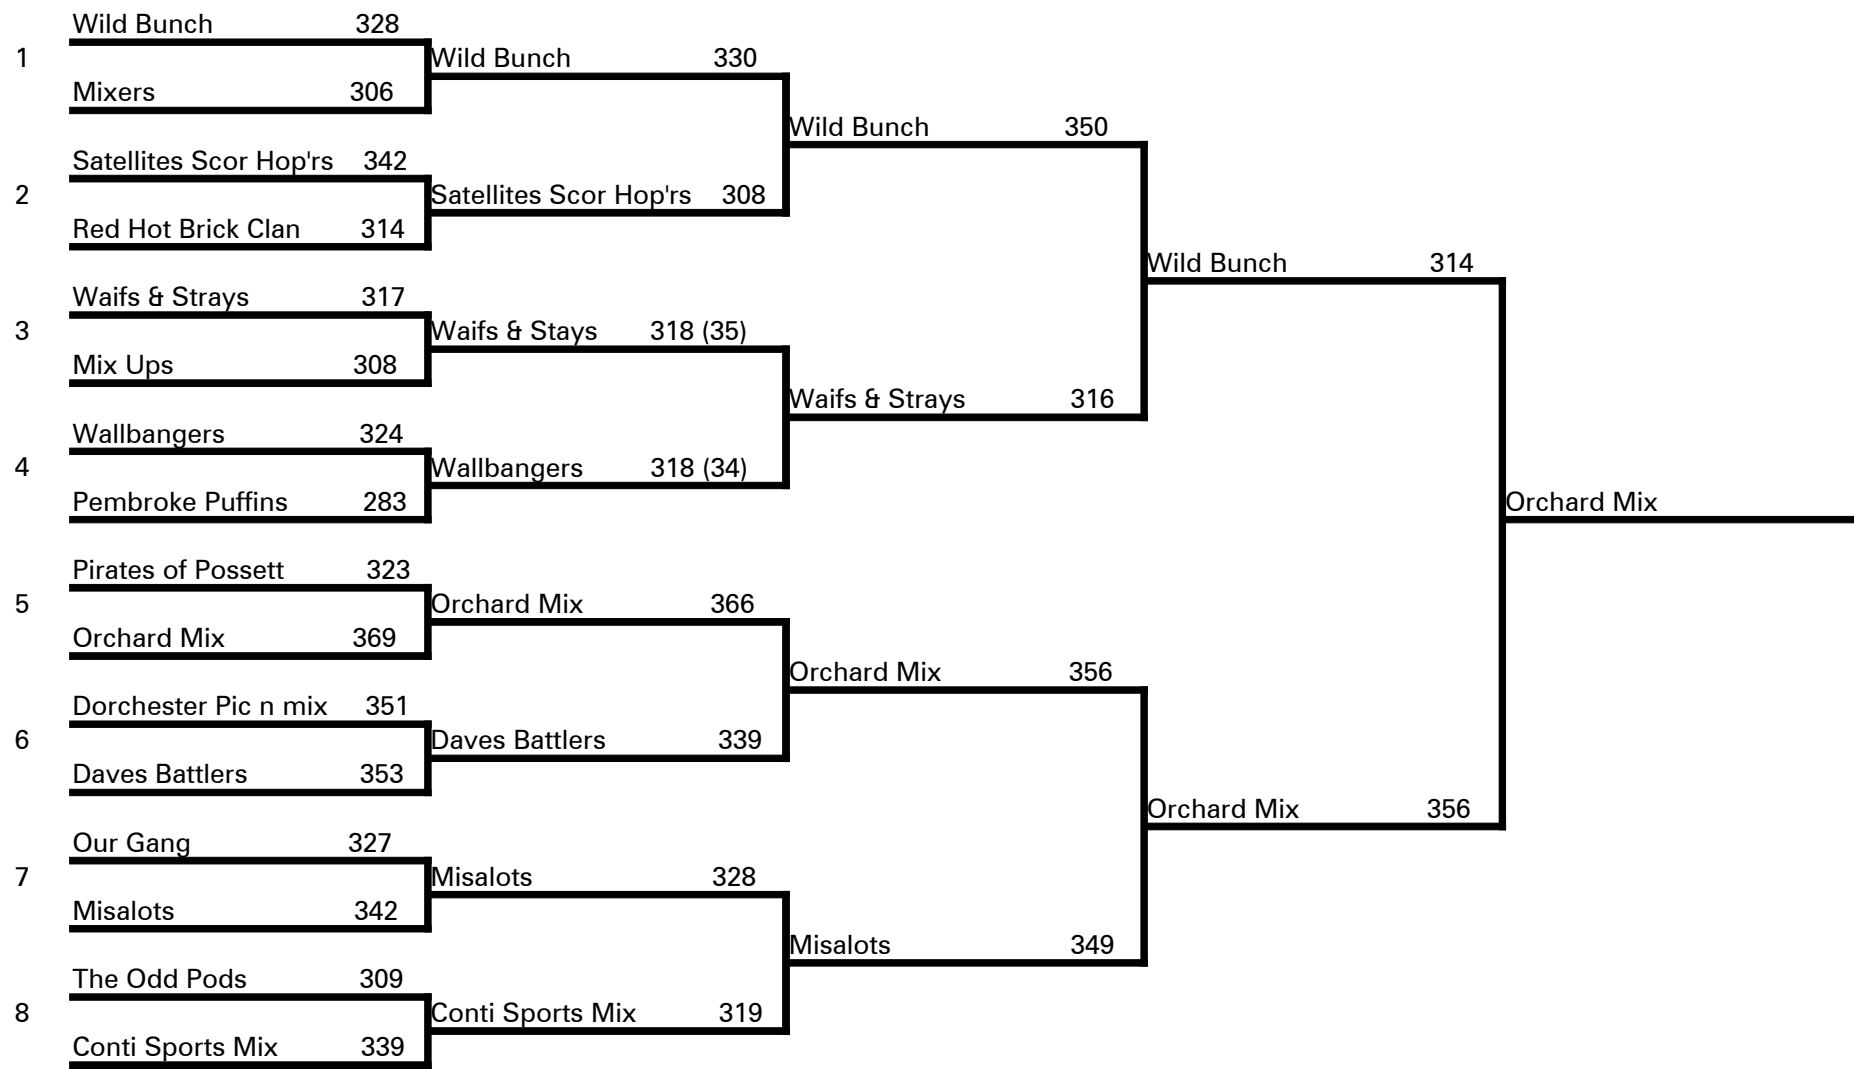 Wild Bunch 328
1 Wild Bunch 330
Mixers 306
Wild Bunch 350
Satellites Scor Hop'rs 342
2 Satellites Scor Hop'rs 308
Red Hot Brick Clan 314
Wild Bunch 314
Waifs & Strays 317
3 Waifs & Stays 318 (35)
Mix Ups 308
Waifs & Strays 316
Wallbangers 324
4 Wallbangers 318 (34)
Pembroke Puffins 283
Orchard Mix
Pirates of Possett 323
5 Orchard Mix 366
Orchard Mix 369
Orchard Mix 356
Dorchester Pic n mix 351
6 Daves Battlers 339
Daves Battlers 353
Orchard Mix 356
Our Gang 327
7 Misalots 328
Misalots 342
Misalots 349
The Odd Pods 309
8 Conti Sports Mix 319
Conti Sports Mix 339